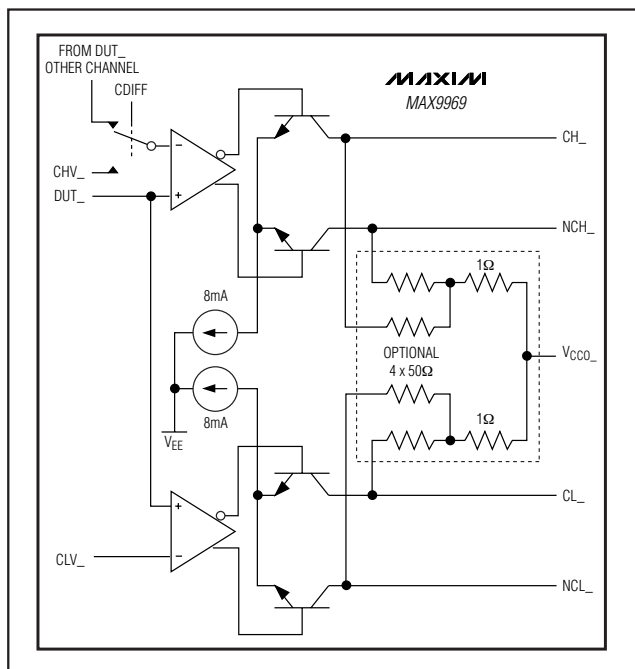 FROM DUT_
OTHER CHANNEL
CDIFF
MAXIM
MAX9969
CH_
CHV_
DUT_
NCH_
1Ω
8mA
OPTIONAL
4 x 50Ω
VCCO_
8mA
VEE
1Ω
CL_
CLV_
NCL_
− + + −